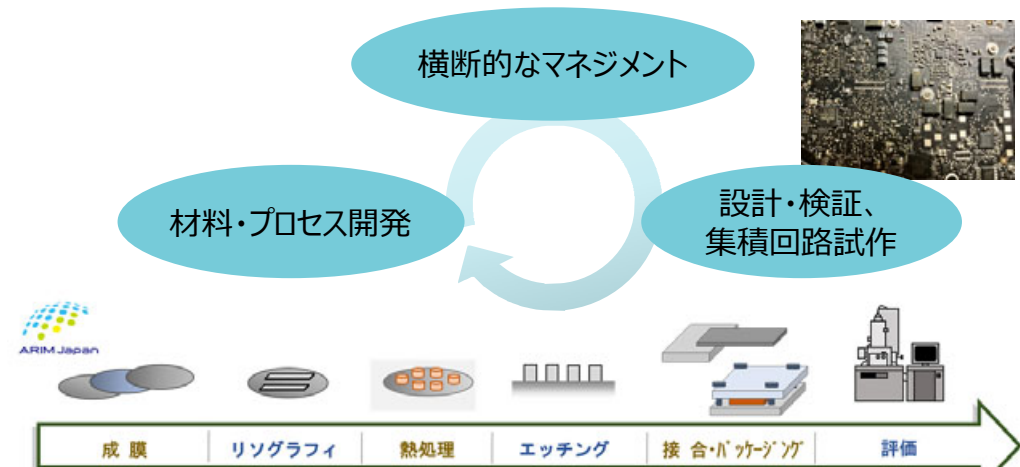 横断的なマネジメント
材料・プロセス開発
設計・検証、
集積回路試作
ARIM Japan
成 膜
リソグラフィ
熱処理
エッチング
接 合・パッケージング
評価